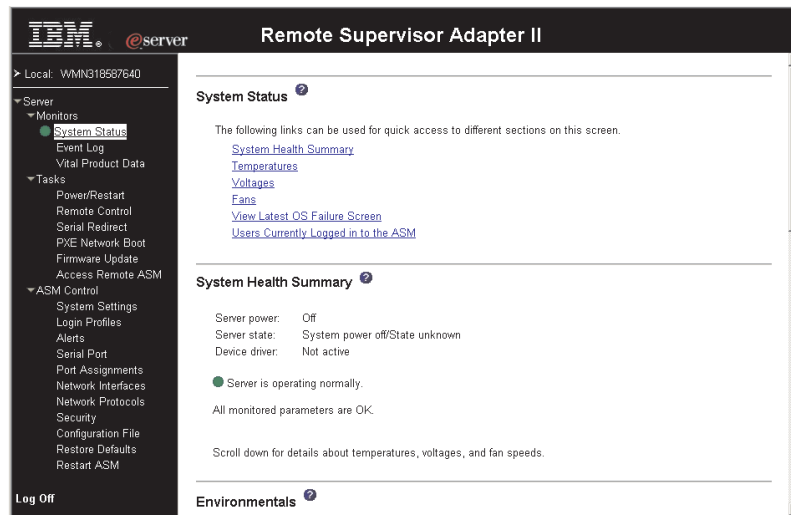 IBM® eserver
Remote Supervisor Adapter II
Local: WMN318587640
Server
Monitors
System Status
Event Log
Vital Product Data
Tasks
Power/Restart
Remote Control
Serial Redirect
PXE Network Boot
Firmware Update
Access Remote ASM
ASM Control
System Settings
Login Profiles
Alerts
Serial Port
Port Assignments
Network Interfaces
Network Protocols
Security
Configuration File
Restore Defaults
Restart ASM
Log Off
System Status ?
The following links can be used for quick access to different sections on this screen.
System Health Summary
Temperatures
Voltages
Fans
View Latest OS Failure Screen
Users Currently Logged in to the ASM
System Health Summary ?
Server power: Off
Server state: System power off/State unknown
Device driver: Not active
Server is operating normally.
All monitored parameters are OK.
Scroll down for details about temperatures, voltages, and fan speeds.
Environmentals ?